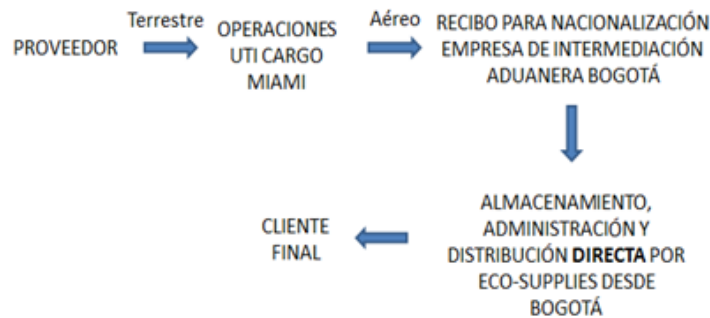 PROVEEDOR
Terrestre
OPERACIONES
UTI CARGO
MIAMI
Aéreo
RECIBO PARA NACIONALIZACIÓN
EMPRESA DE INTERMEDIACIÓN
ADUANERA BOGOTÁ
ALMACENAMIENTO,
ADMINISTRACIÓN Y
DISTRIBUCIÓN DIRECTA POR
ECO-SUPPLIES DESDE
BOGOTÁ
CLIENTE
FINAL